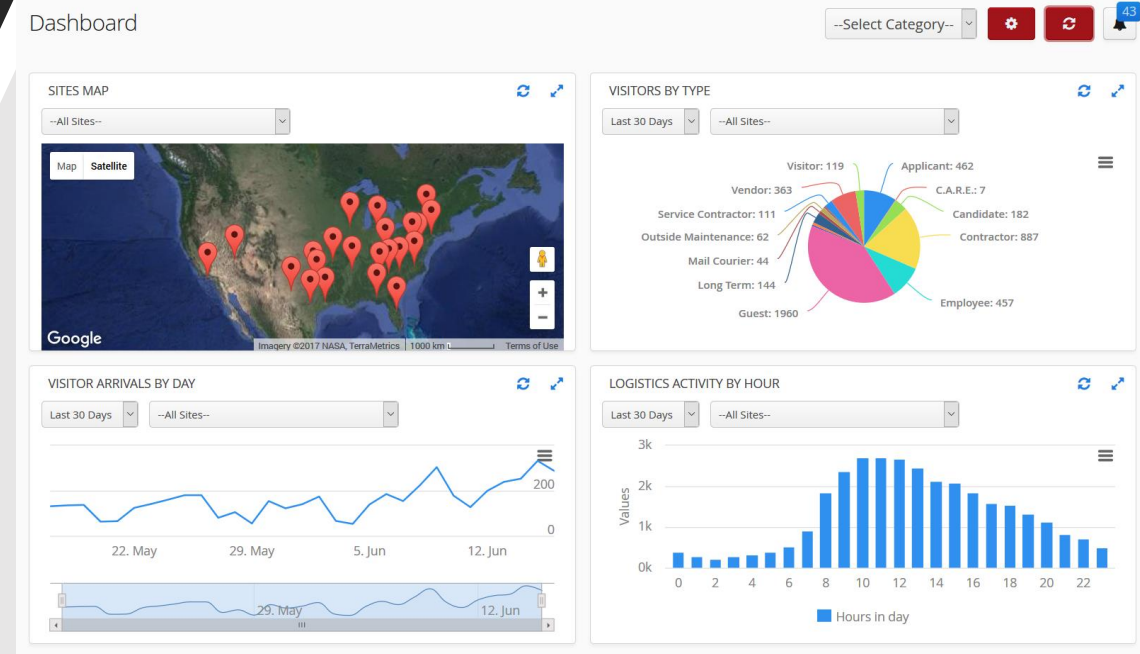 Dashboard
--Select Category--
43
SITES MAP
--All Sites--
Map Satellite
Google
Imagery ©2017 NASA, TerraMetrics 1000 km Terms of Use
VISITORS BY TYPE
Last 30 Days --All Sites--
Visitor: 119
Applicant: 462
Vendor: 363
C.A.R.E.: 7
Service Contractor: 111
Candidate: 182
Outside Maintenance: 62
Contractor: 887
Mail Courier: 44
Long Term: 144
Employee: 457
Guest: 1960
VISITOR ARRIVALS BY DAY
Last 30 Days --All Sites--
200
0
22. May 29. May 5. Jun 12. Jun
29. May 12. Jun
LOGISTICS ACTIVITY BY HOUR
Last 30 Days --All Sites--
3k
2k
1k
0k
Values
0 2 4 6 8 10 12 14 16 18 20 22
Hours in day